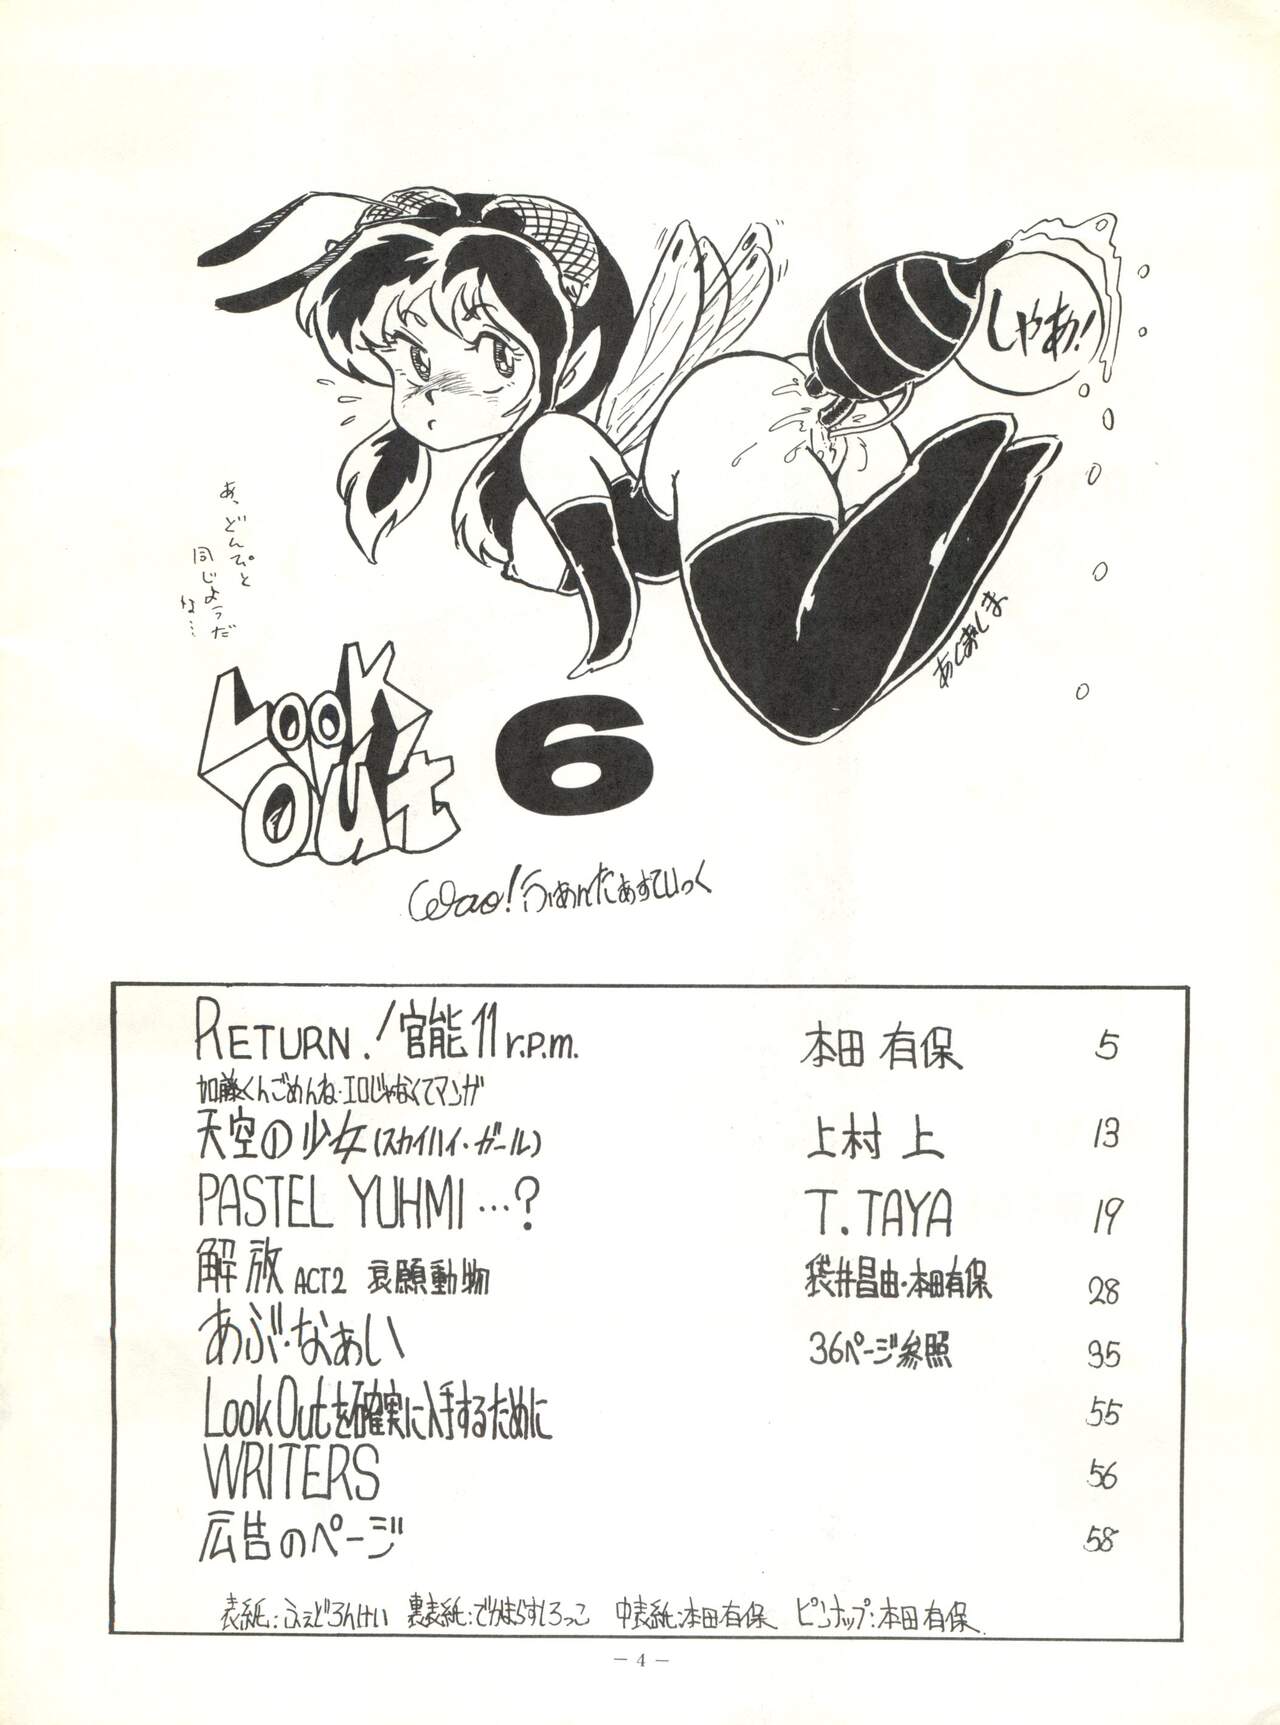 しゃあ!
あ、どんぴと
同じようだ
ね…
あじましま
Look
Out
6
Wao!ふぁんたぁすてぃっく
RETURN.!官能11r.p.m. 本田有保 5
加藤くんごめんね・エロじゃなくてマンガ
天空の少女(スカイハイ・ガール) 上村上 13
PASTEL YUHMI…? T.TAYA 19
解放 ACT2 哀願動物 袋井昌由・本田有保 28
あぶ・なぁい 36ページ参照 35
Look Outを確実に入手するために 55
WRITERS 56
広告のページ 58
表紙:ふぇどろんけい 裏表紙:でかまらすしろっこ 中表紙:本田有保 ピンナップ:本田有保
— 4 —